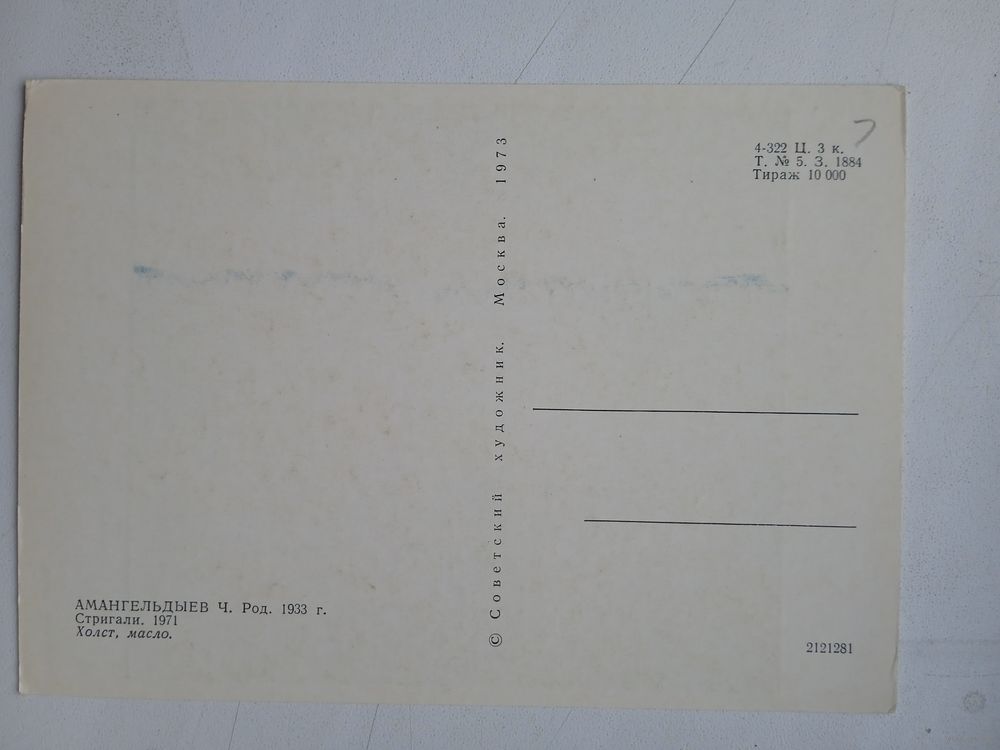 АМАНГЕЛЬДЫЕВ Ч. Род. 1933 г.
Стригали. 1971
Холст, масло.
© Советский художник. Москва. 1973
4-322 Ц. 3 к.
Т. № 5. З. 1884
Тираж 10 000
2121281